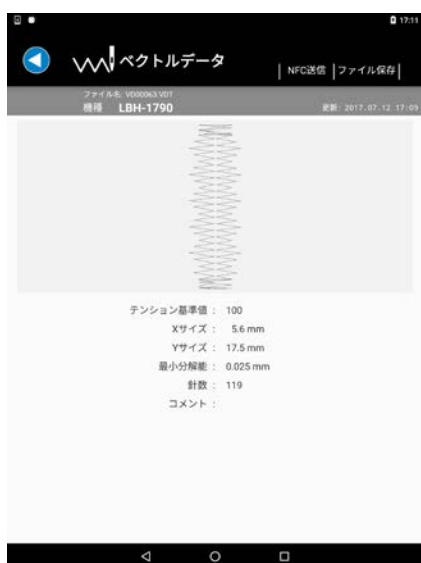 17:11
ベクトルデータ
NFC送信
ファイル保存
ファイル名: VD00063.VDT
機種 LBH-1790
更新: 2017.07.12 17:09
テンション基準値 : 100
Xサイズ : 5.6 mm
Yサイズ : 17.5 mm
最小分解能 : 0.025 mm
針数 : 119
コメント :